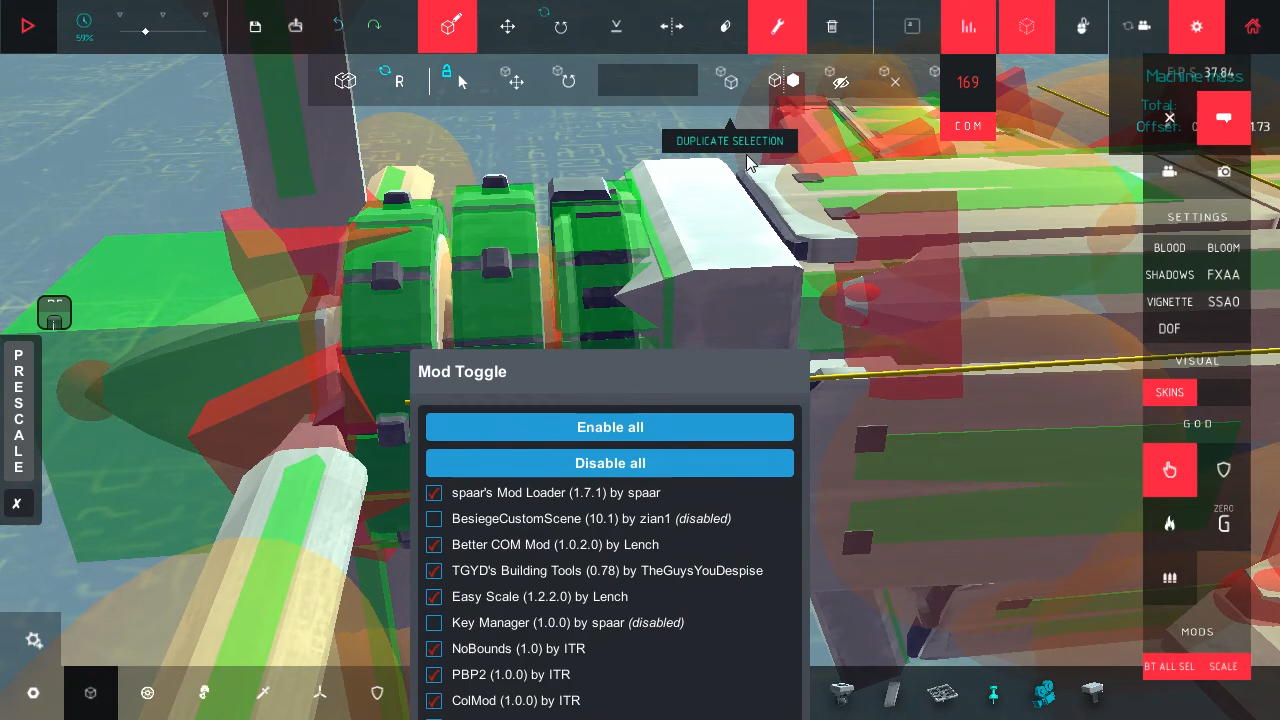 59%
R
169
COM
DUPLICATE SELECTION
FPS 37.84
Machine mass
Total:
Offset:
1.73
SETTINGS
BLOOD BLOOM
SHADOWS FXAA
VIGNETTE SSAO
DOF
VISUAL
SKINS
GOD
ZERO
G
MODS
BT ALL SEL SCALE
PRESCALE
✗
Mod Toggle
Enable all
Disable all
spaar's Mod Loader (1.7.1) by spaar
BesiegeCustomScene (10.1) by zian1 (disabled)
Better COM Mod (1.0.2.0) by Lench
TGYD's Building Tools (0.78) by TheGuysYouDespise
Easy Scale (1.2.2.0) by Lench
Key Manager (1.0.0) by spaar (disabled)
NoBounds (1.0) by ITR
PBP2 (1.0.0) by ITR
ColMod (1.0.0) by ITR